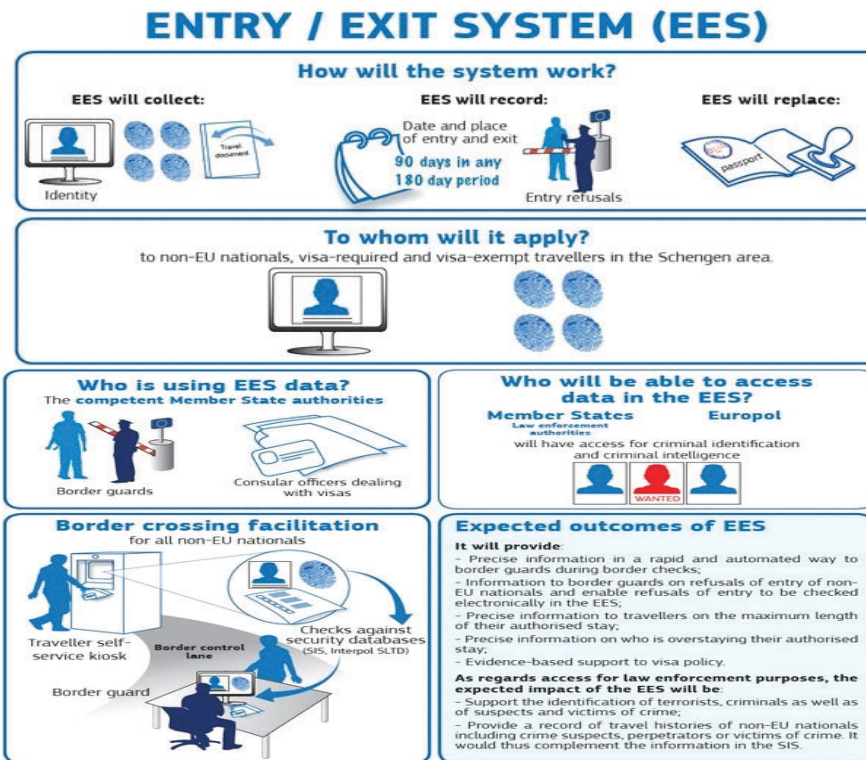 ENTRY / EXIT SYSTEM (EES)
How will the system work?
EES will collect:
Travel
document
Identity
EES will record:
Date and place
of entry and exit
90 days in any
180 day period
Entry refusals
EES will replace:
passport
To whom will it apply?
to non-EU nationals, visa-required and visa-exempt travellers in the Schengen area.
Who is using EES data?
The competent Member State authorities
Border guards
Consular officers dealing
with visas
Who will be able to access
data in the EES?
Member States
Law enforcement
authorities
Europol
will have access for criminal identification
and criminal intelligence
WANTED
Border crossing facilitation
for all non-EU nationals
Traveller self-
service kiosk
Checks against
security databases
(SIS, Interpol SLTD)
Border control
lane
Border guard
Expected outcomes of EES
It will provide:
- Precise information in a rapid and automated way to
border guards during border checks;
- Information to border guards on refusals of entry of non-
EU nationals and enable refusals of entry to be checked
electronically in the EES;
- Precise information to travellers on the maximum length
of their authorised stay;
- Precise information on who is overstaying their authorised
stay;
- Evidence-based support to visa policy.
As regards access for law enforcement purposes, the
expected impact of the EES will be:
- Support the identification of terrorists, criminals as well as
of suspects and victims of crime;
- Provide a record of travel histories of non-EU nationals
including crime suspects, perpetrators or victims of crime. It
would thus complement the information in the SIS.